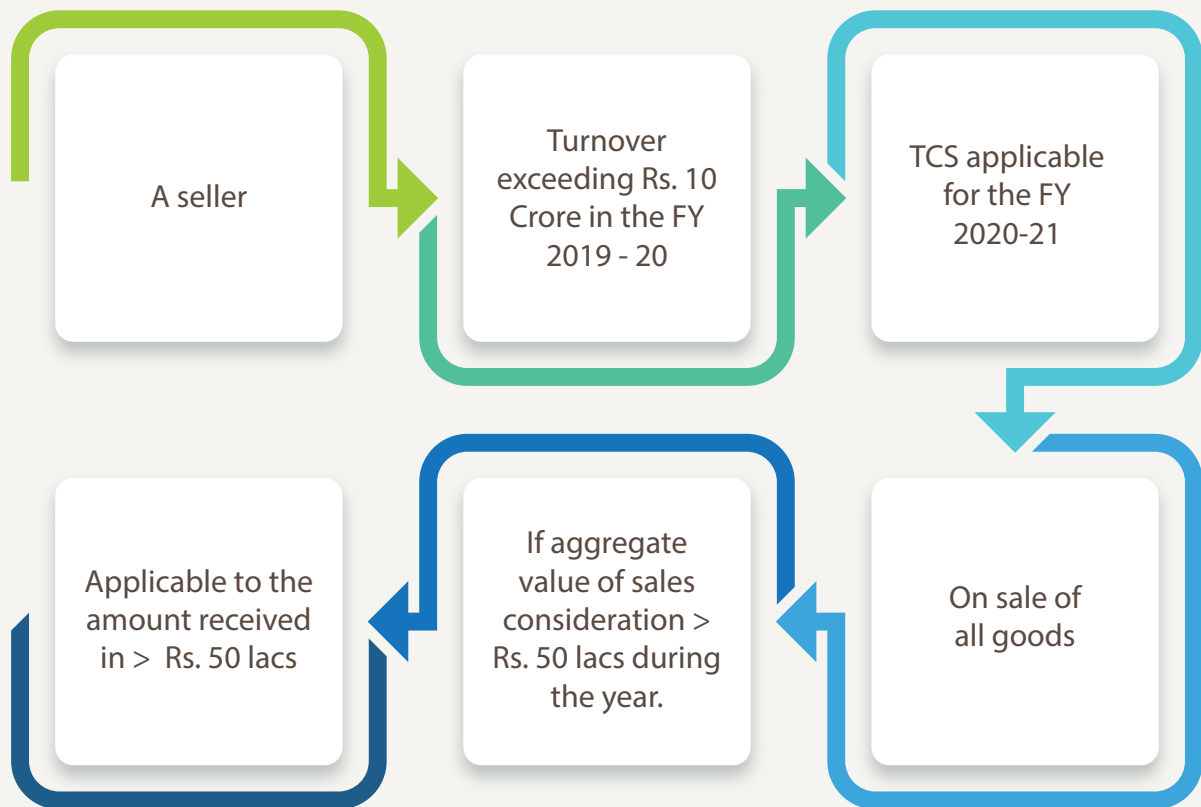 A seller
Turnover
exceeding Rs. 10
Crore in the FY
2019 - 20
TCS applicable
for the FY
2020-21
On sale of
all goods
If aggregate
value of sales
consideration >
Rs. 50 lacs during
the year.
Applicable to the
amount received
in > Rs. 50 lacs